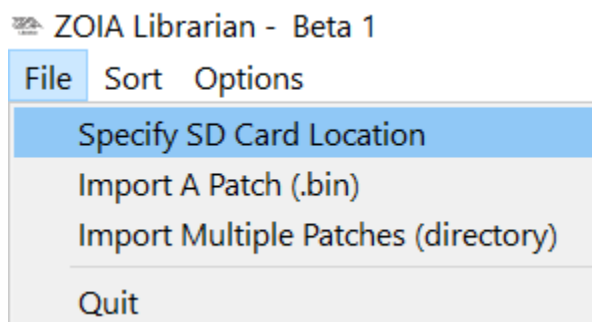 ZOIA Librarian - Beta 1
File Sort Options
Specify SD Card Location
Import A Patch (.bin)
Import Multiple Patches (directory)
Quit